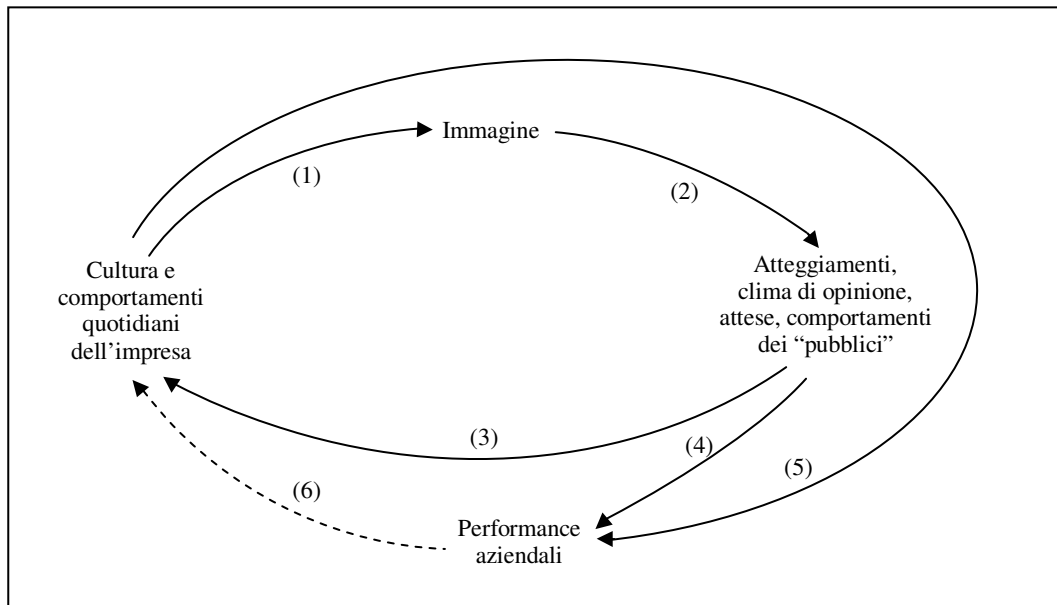 Immagine
(1)
(2)
Cultura e
comportamenti
quotidiani
dell’impresa
Atteggiamenti,
clima di opinione,
attese, comportamenti
dei “pubblici”
(3)
(4)
(5)
(6)
Performance
aziendali